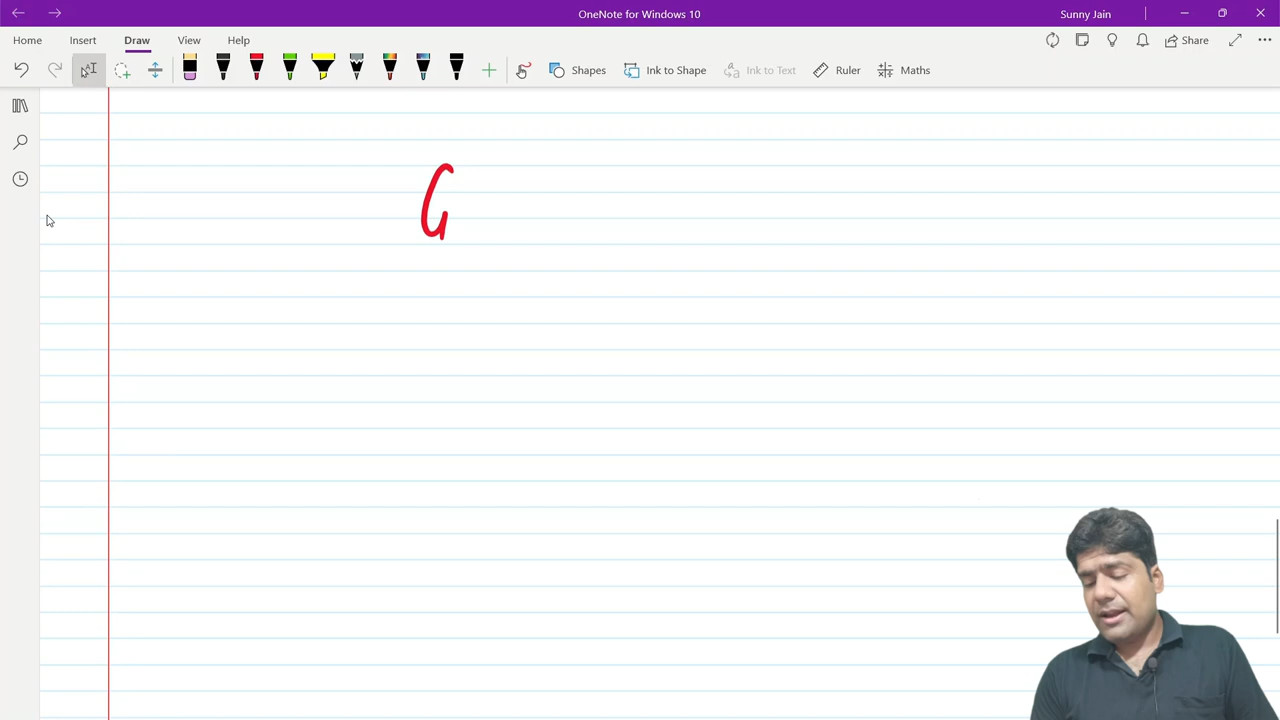 OneNote for Windows 10
Sunny Jain
Home Insert Draw View Help
Share
Shapes Ink to Shape Ink to Text Ruler Maths
G